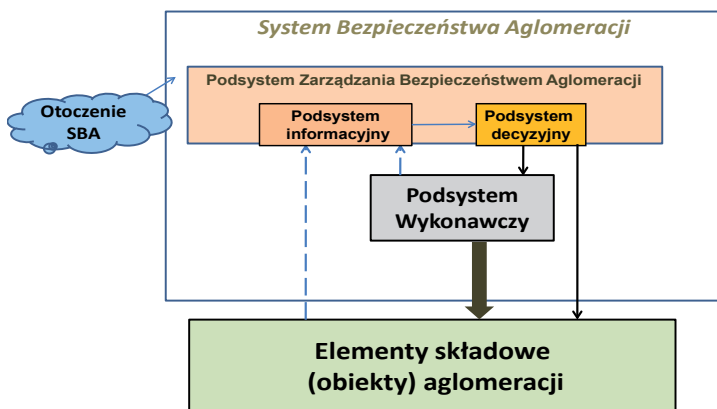 System Bezpieczeństwa Aglomeracji
Podsystem Zarządzania Bezpieczeństwem Aglomeracji
Otoczenie
SBA
Podsystem
informacyjny
Podsystem
decyzyjny
Podsystem
Wykonawczy
Elementy składowe
(obiekty) aglomeracji